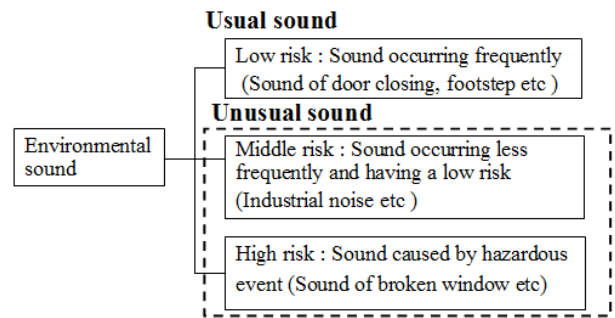 Usual sound
Low risk : Sound occurring frequently
(Sound of door closing, footstep etc )
Unusual sound
Environmental
sound
Middle risk : Sound occurring less
frequently and having a low risk
(Industrial noise etc )
High risk : Sound caused by hazardous
event (Sound of broken window etc)